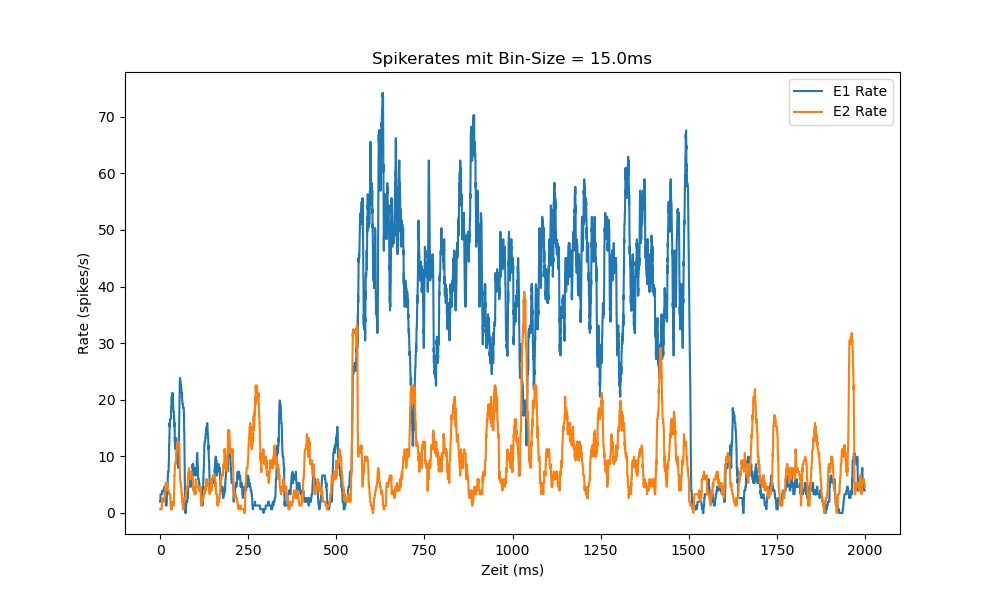 Spikerates mit Bin-Size = 15.0ms
E1 Rate
E2 Rate
70
60
50
40
30
20
10
0
Rate (spikes/s)
0 250 500 750 1000 1250 1500 1750 2000
Zeit (ms)